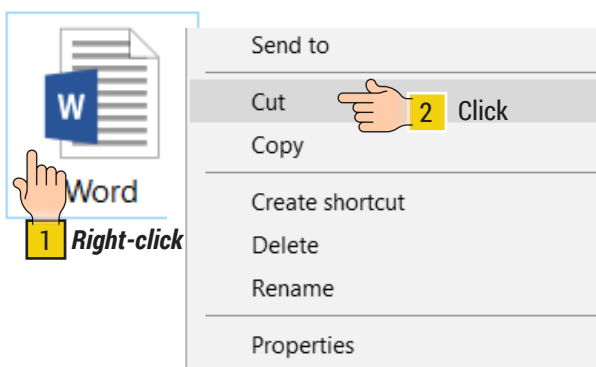 W
Word
1 Right-click
Send to
Cut
2 Click
Copy
Create shortcut
Delete
Rename
Properties